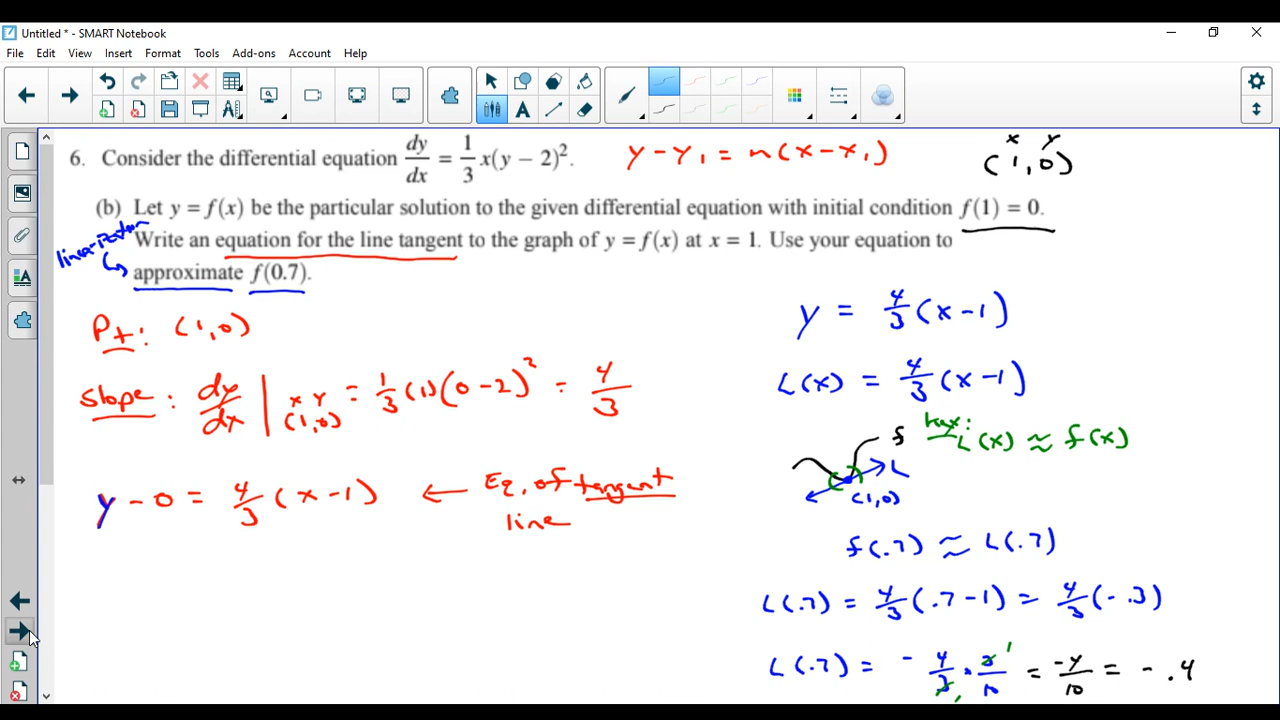 Untitled * - SMART Notebook
File Edit View Insert Format Tools Add-ons Account Help
6. Consider the differential equation dy/dx = 1/3 x(y − 2)².
y - y₁ = m(x - x₁)
x y
(1, 0)
(b) Let y = f(x) be the particular solution to the given differential equation with initial condition f(1) = 0.
linearization
Write an equation for the line tangent to the graph of y = f(x) at x = 1. Use your equation to
approximate f(0.7).
Pt: (1, 0)
slope: dy/dx | x y (1, 0) = 1/3 (1)(0 - 2)² = 4/3
y - 0 = 4/3 (x - 1) ← Eq. of tangent
line
y = 4/3 (x - 1)
L(x) = 4/3 (x - 1)
key:
L(x) ≈ f(x)
f
L
(1, 0)
f(.7) ≈ L(.7)
L(.7) = 4/3 (.7 - 1) = 4/3 (- .3)
L(.7) = - 4/3 · 3/10 = -4/10 = - .4